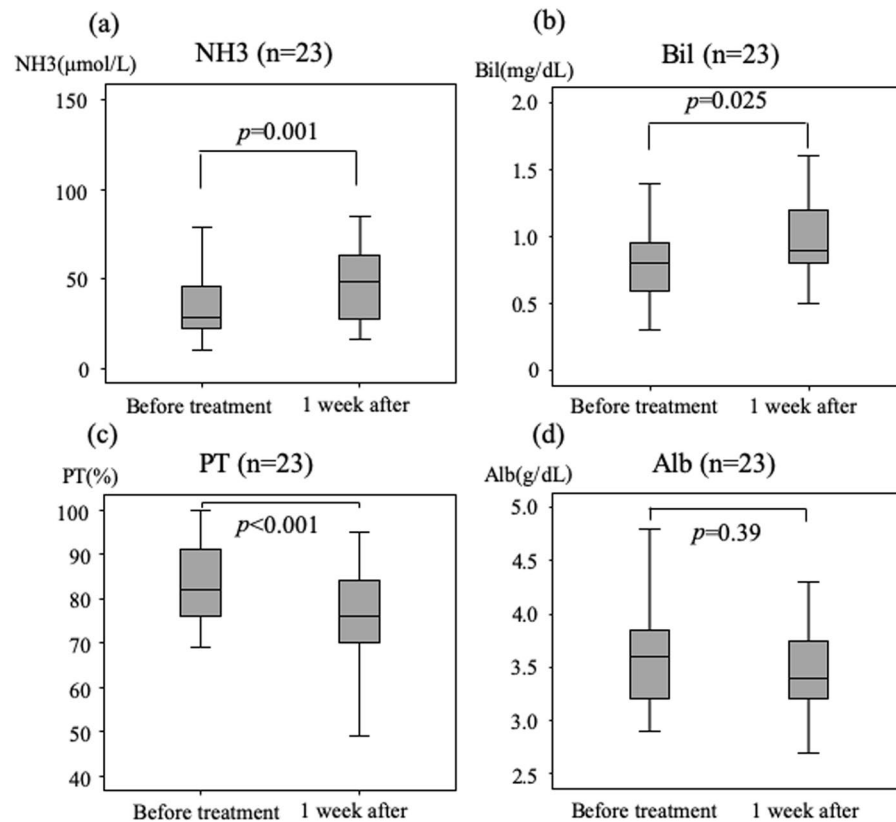 (a)
NH3 (n=23)
NH3(μmol/L)
150
100
50
0
p=0.001
Before treatment 1 week after
(b)
Bil (n=23)
Bil(mg/dL)
2.0
1.5
1.0
0.5
0
p=0.025
Before treatment 1 week after
(c)
PT (n=23)
PT(%)
100
90
80
70
60
50
40
p<0.001
Before treatment 1 week after
(d)
Alb (n=23)
Alb(g/dL)
5.0
4.5
4.0
3.5
3.0
2.5
p=0.39
Before treatment 1 week after